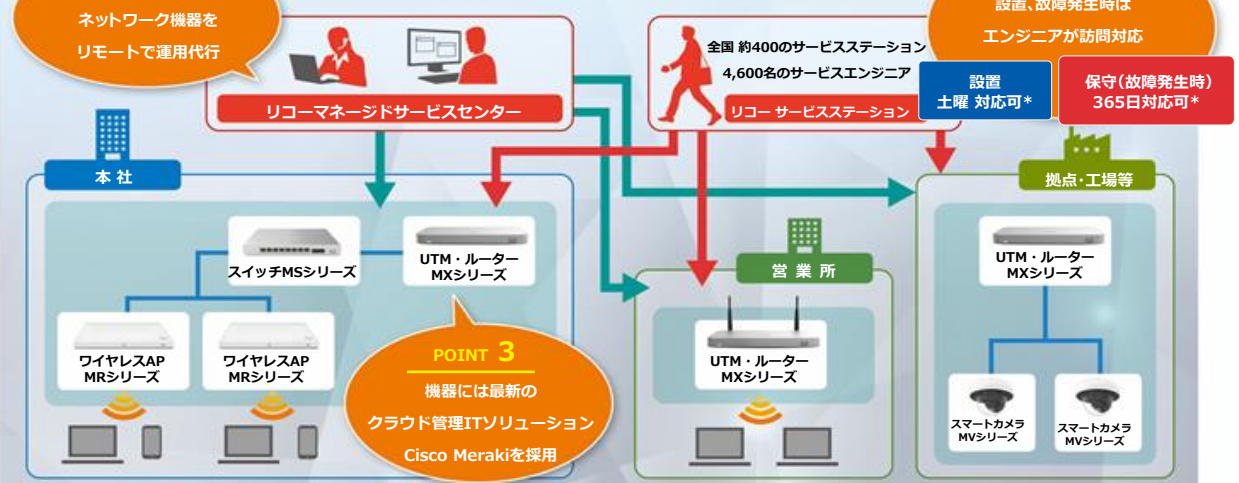 ネットワーク機器を
リモートで運用代行
リコーマネージドサービスセンター
全国 約400のサービスステーション
4,600名のサービスエンジニア
リコー サービスステーション
設置、故障発生時は
エンジニアが訪問対応
設置
土曜 対応可*
保守(故障発生時)
365日対応可*
本 社
スイッチMSシリーズ
UTM・ルーター
MXシリーズ
ワイヤレスAP
MRシリーズ
ワイヤレスAP
MRシリーズ
POINT 3
機器には最新の
クラウド管理ITソリューション
Cisco Merakiを採用
営 業 所
UTM・ルーター
MXシリーズ
拠点・工場等
UTM・ルーター
MXシリーズ
スマートカメラ
MVシリーズ
スマートカメラ
MVシリーズ